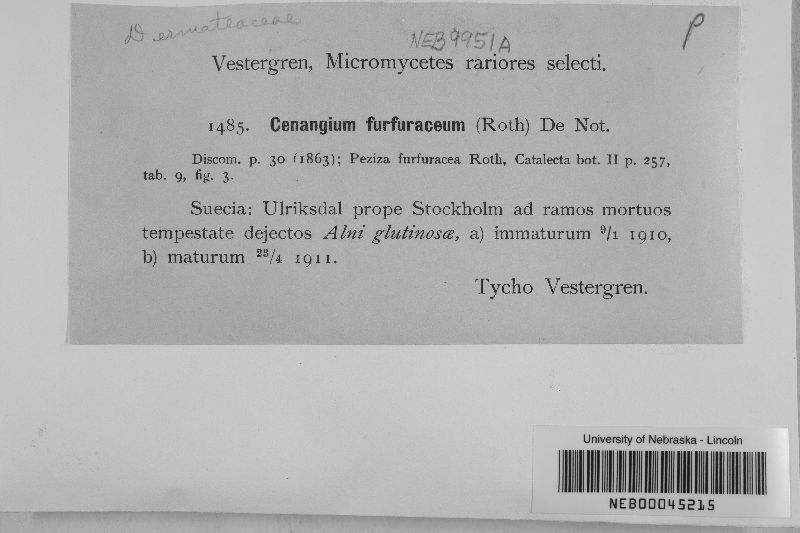 Dermateaceae
NEB9951A
P
Vestergren, Micromycetes rariores selecti.
1485. Cenangium furfuraceum (Roth) De Not.
Discom. p. 30 (1863); Peziza furfuracea Roth, Catalecta bot. II p. 257,
tab. 9, fig. 3.
Suecia: Ulriksdal prope Stockholm ad ramos mortuos
tempestate dejectos Alni glutinosæ, a) immaturum 9/1 1910,
b) maturum 23/4 1911.
Tycho Vestergren.
University of Nebraska - Lincoln
NEB00045215